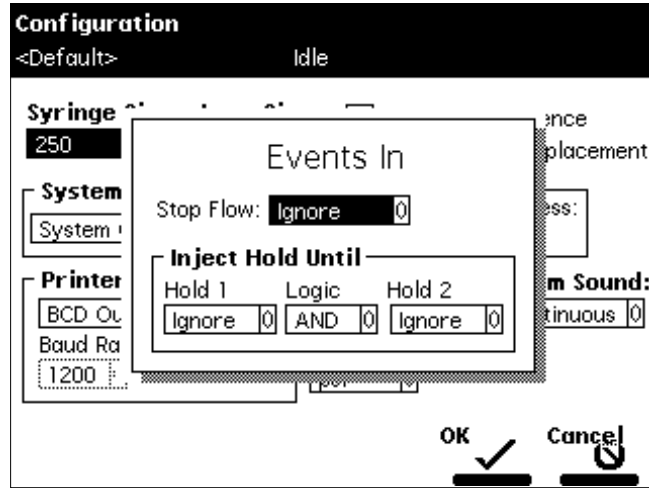 Configuration
<Default> Idle
Syringe
ence
250
placement
Events In
System
ess:
Stop Flow: Ignore 0
System
Inject Hold Until
Printer
m Sound:
Hold 1 Logic Hold 2
BCD Ou
Ignore 0 AND 0 Ignore 0
tinuous 0
Baud Ra
1200
OK Cancel